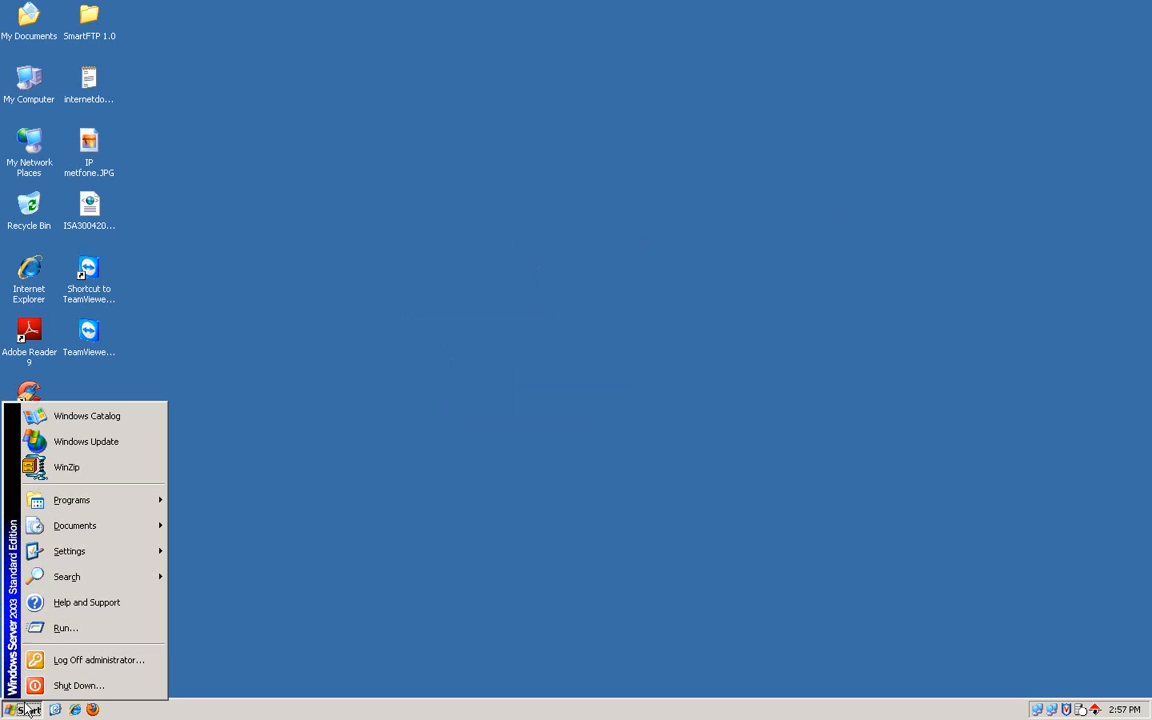 My Documents
SmartFTP 1.0
My Computer
internetdo...
My Network
Places
IP
metfone.JPG
Recycle Bin
ISA300420...
Internet
Explorer
Shortcut to
TeamViewe...
Adobe Reader
9
TeamViewe...
Windows Catalog
Windows Update
WinZip
Programs
Documents
Settings
Search
Help and Support
Run...
Log Off administrator...
Shut Down...
Windows Server 2003 Standard Edition
Start
2:57 PM